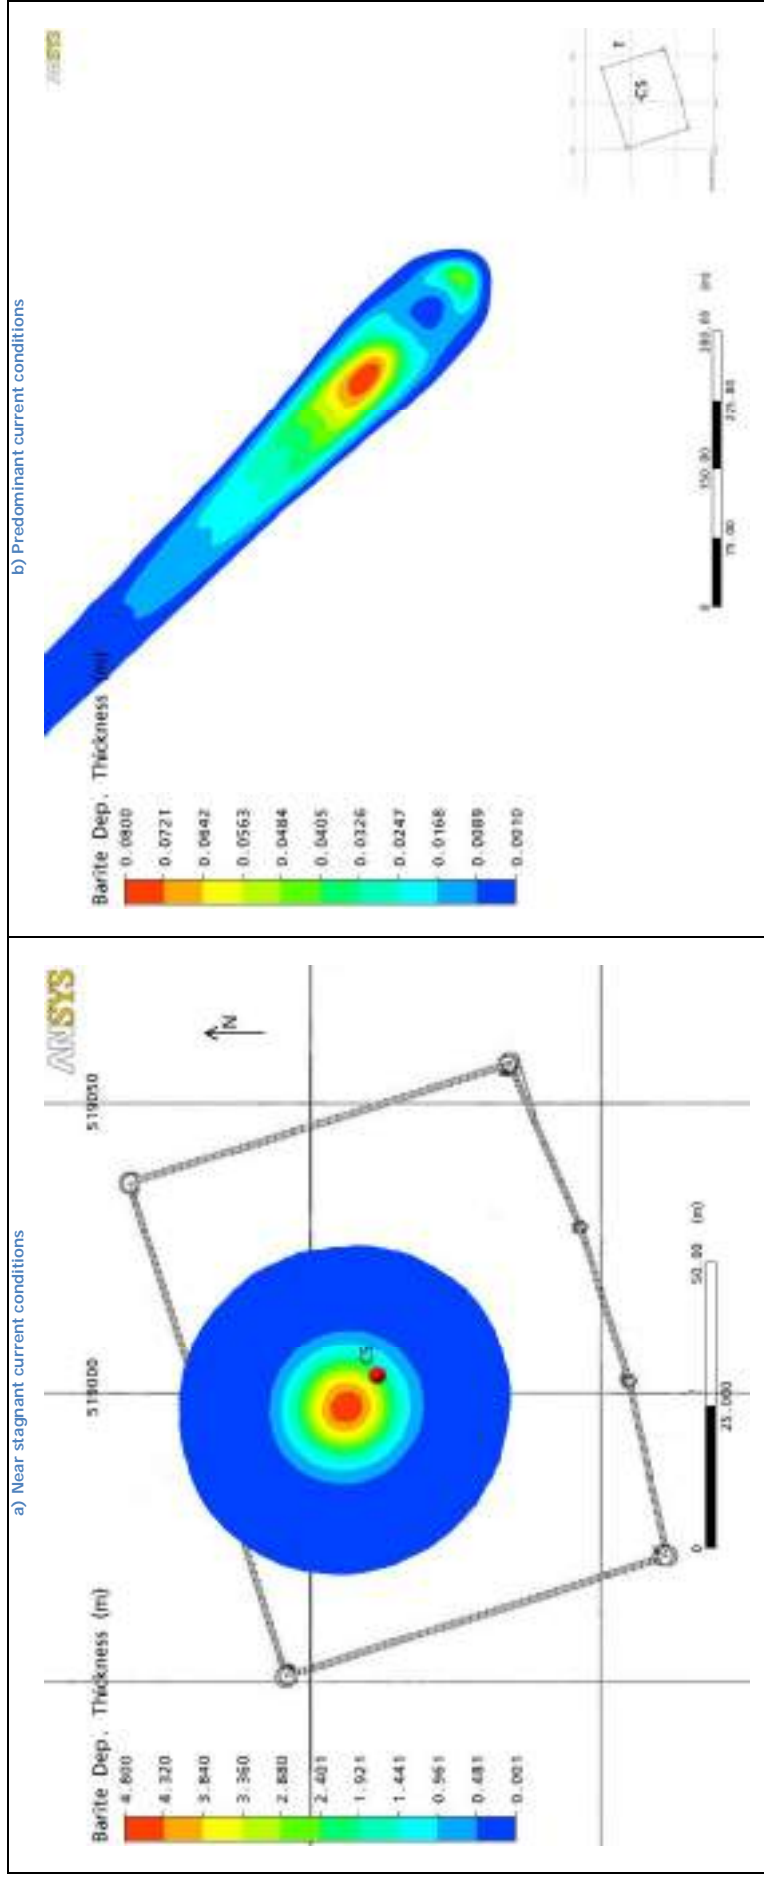 a) Near stagnant current conditions
Barite Dep. Thickness (m)
4.800
4.320
3.840
3.360
2.880
2.401
1.921
1.441
0.961
0.481
0.001
519000
519050
ANSYS
N
CS
0
25.000
50.00 (m)
b) Predominant current conditions
Barite Dep. Thickness (m)
0.0800
0.0721
0.0642
0.0563
0.0484
0.0405
0.0326
0.0247
0.0168
0.0089
0.0010
ANSYS
CS
0
75.00
150.00
225.00
(m)